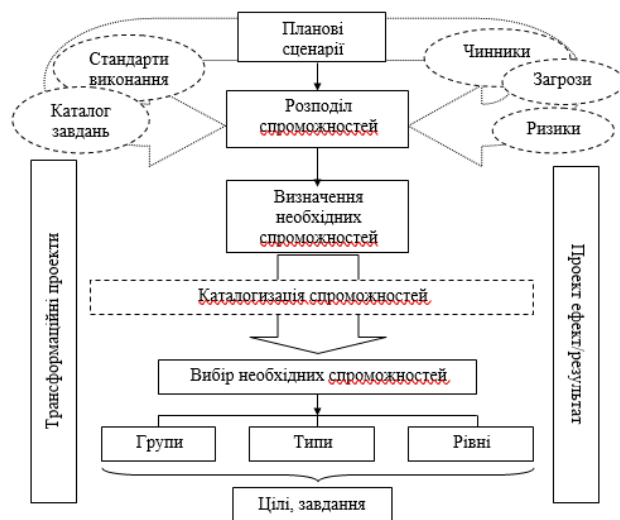 Планові
сценарії
Стандарти
виконання
Чинники
Загрози
Каталог
завдань
Розподіл
спроможностей
Ризики
Визначення
необхідних
спроможностей
Трансформаційні проекти
Проект ефект/результат
Каталогизація спроможностей
Вибір необхідних спроможностей
Групи
Типи
Рівні
Цілі, завдання